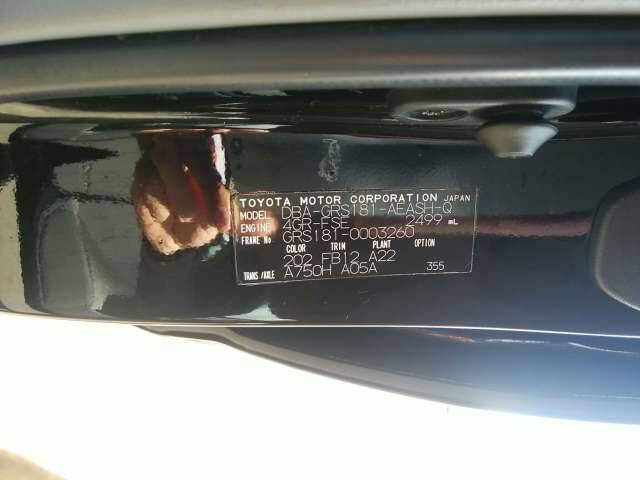 TOYOTA MOTOR CORPORATION JAPAN
MODEL DBA-GRS181-AEASH-Q
ENGINE 4GR-FSE 2499 mL
FRAME No GRS181-0003260
COLOR TRIM PLANT OPTION
202 FB12 A22
TRANS/AXLE A750H A05A 355